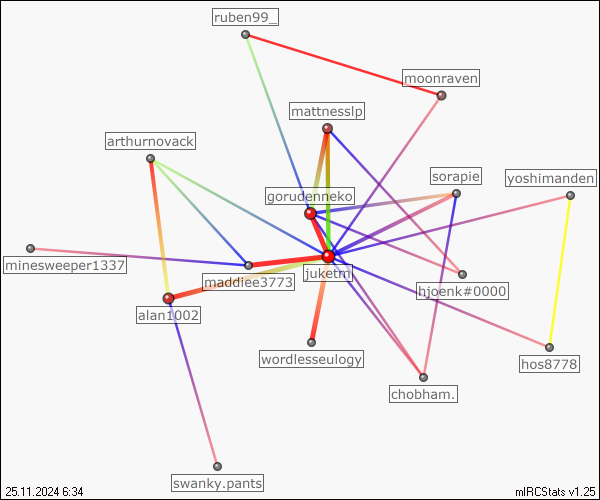 ruben99_
moonraven
mattnesslp
arthurnovack
sorapie
yoshimanden
gorudenneko
minesweeper1337
maddiee3773
juketni
hjoenk#0000
alan1002
wordlesseulogy
hos8778
chobham.
swanky.pants
25.11.2024 6:34
mIRCStats v1.25